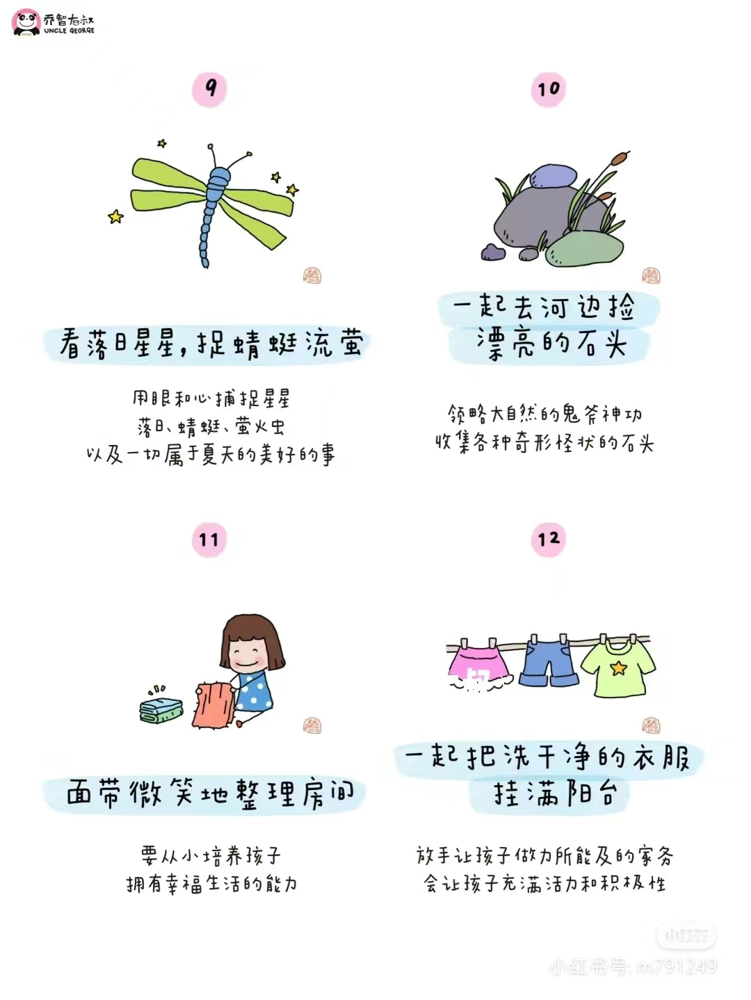 乔智大叔
UNCLE GEORGE
9
看落日星星,捉蜻蜓流萤
用眼和心捕捉星星
落日、蜻蜓、萤火虫
以及一切属于夏天的美好的事
10
一起去河边捡
漂亮的石头
领略大自然的鬼斧神功
收集各种奇形怪状的石头
11
面带微笑地整理房间
要从小培养孩子
拥有幸福生活的能力
12
叔
一起把洗干净的衣服
挂满阳台
放手让孩子做力所能及的家务
会让孩子充满活力和积极性
小红书
小红书号: m791249